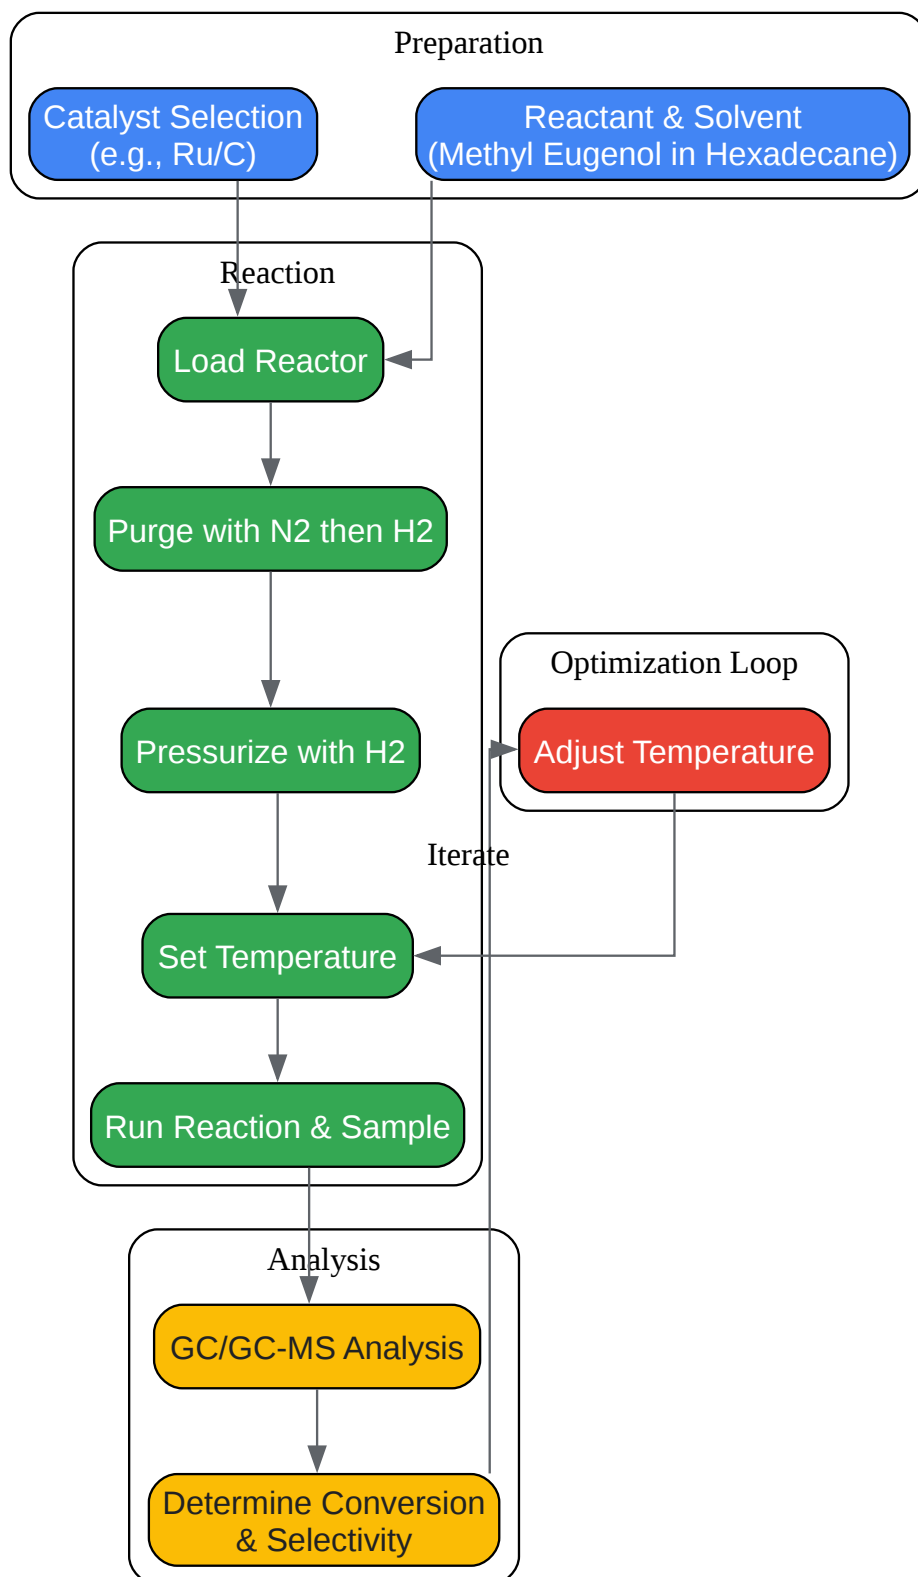 Preparation
Catalyst Selection
(e.g., Ru/C)
Reactant & Solvent
(Methyl Eugenol in Hexadecane)
Reaction
Load Reactor
Purge with N2 then H2
Optimization Loop
Pressurize with H2
Adjust Temperature
Iterate
Set Temperature
Run Reaction & Sample
Analysis
GC/GC-MS Analysis
Determine Conversion
& Selectivity